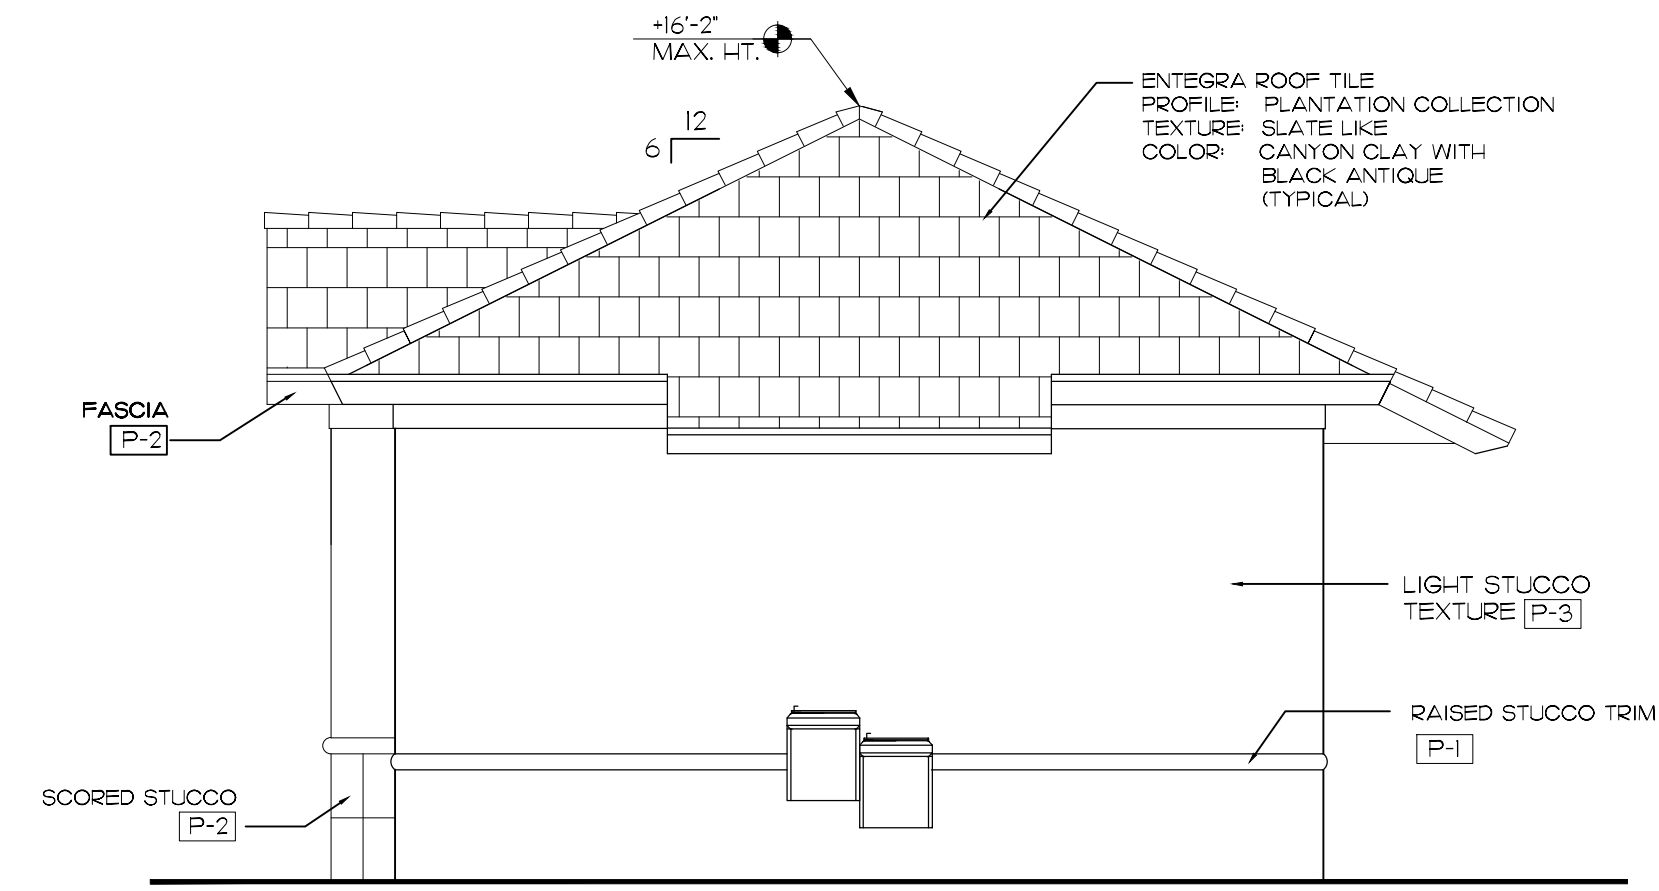 +16'-2"
MAX. HT.
12
6
ENTEGRA ROOF TILE
PROFILE: PLANTATION COLLECTION
TEXTURE: SLATE LIKE
COLOR: CANYON CLAY WITH
BLACK ANTIQUE
(TYPICAL)
FASCIA
P-2
LIGHT STUCCO
TEXTURE P-3
RAISED STUCCO TRIM
P-1
SCORED STUCCO
P-2